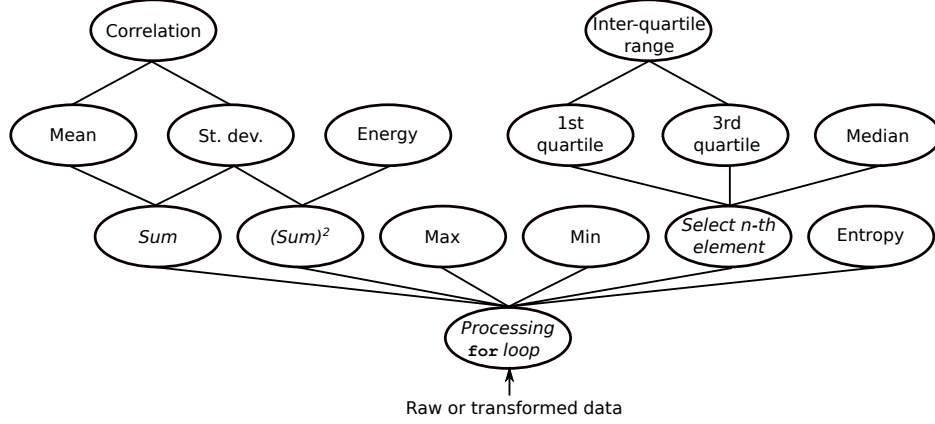 Correlation
Inter-quartile
range
Mean
St. dev.
Energy
1st
quartile
3rd
quartile
Median
Sum
(Sum)²
Max
Min
Select n-th
element
Entropy
Processing
for loop
Raw or transformed data